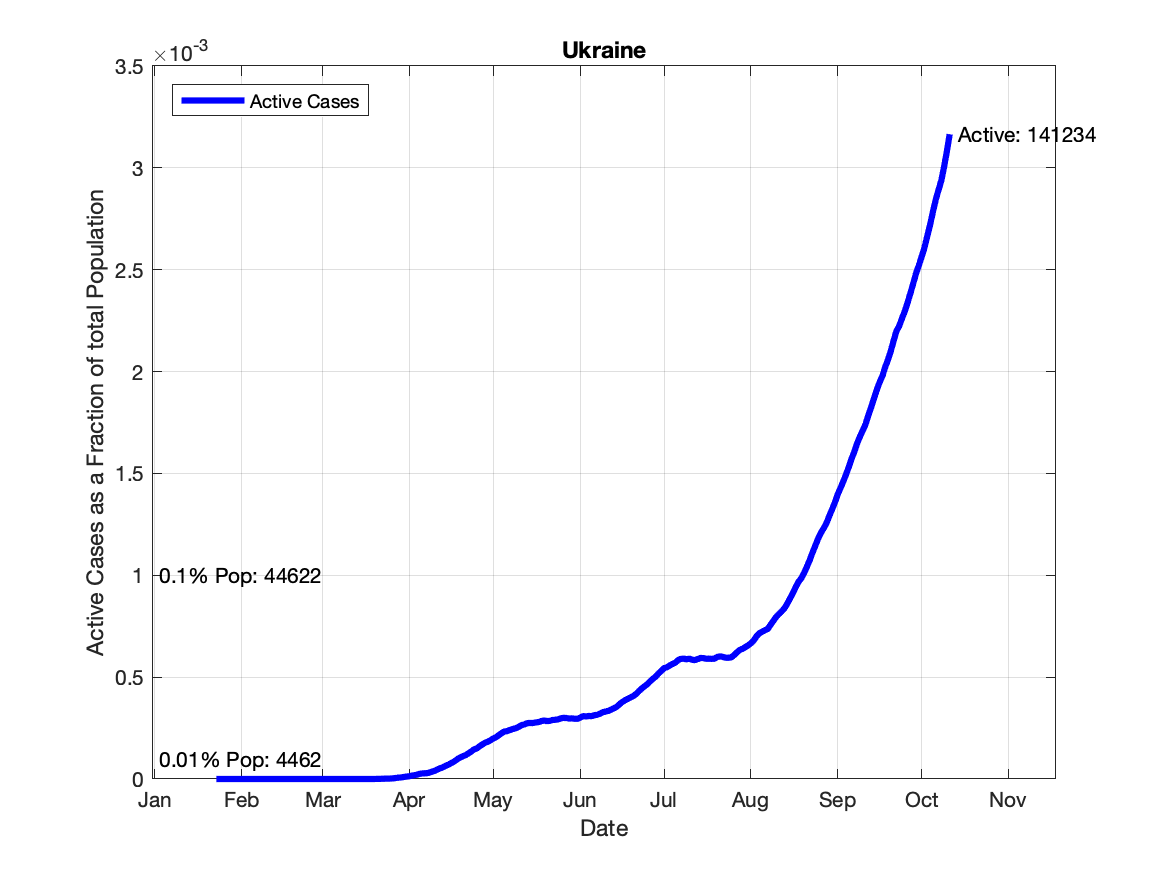 Ukraine
×10-3
3.5
3
2.5
2
1.5
1
0.5
0
Active Cases as a Fraction of total Population
Active Cases
Active: 141234
0.1% Pop: 44622
0.01% Pop: 4462
Jan Feb Mar Apr May Jun Jul Aug Sep Oct Nov
Date